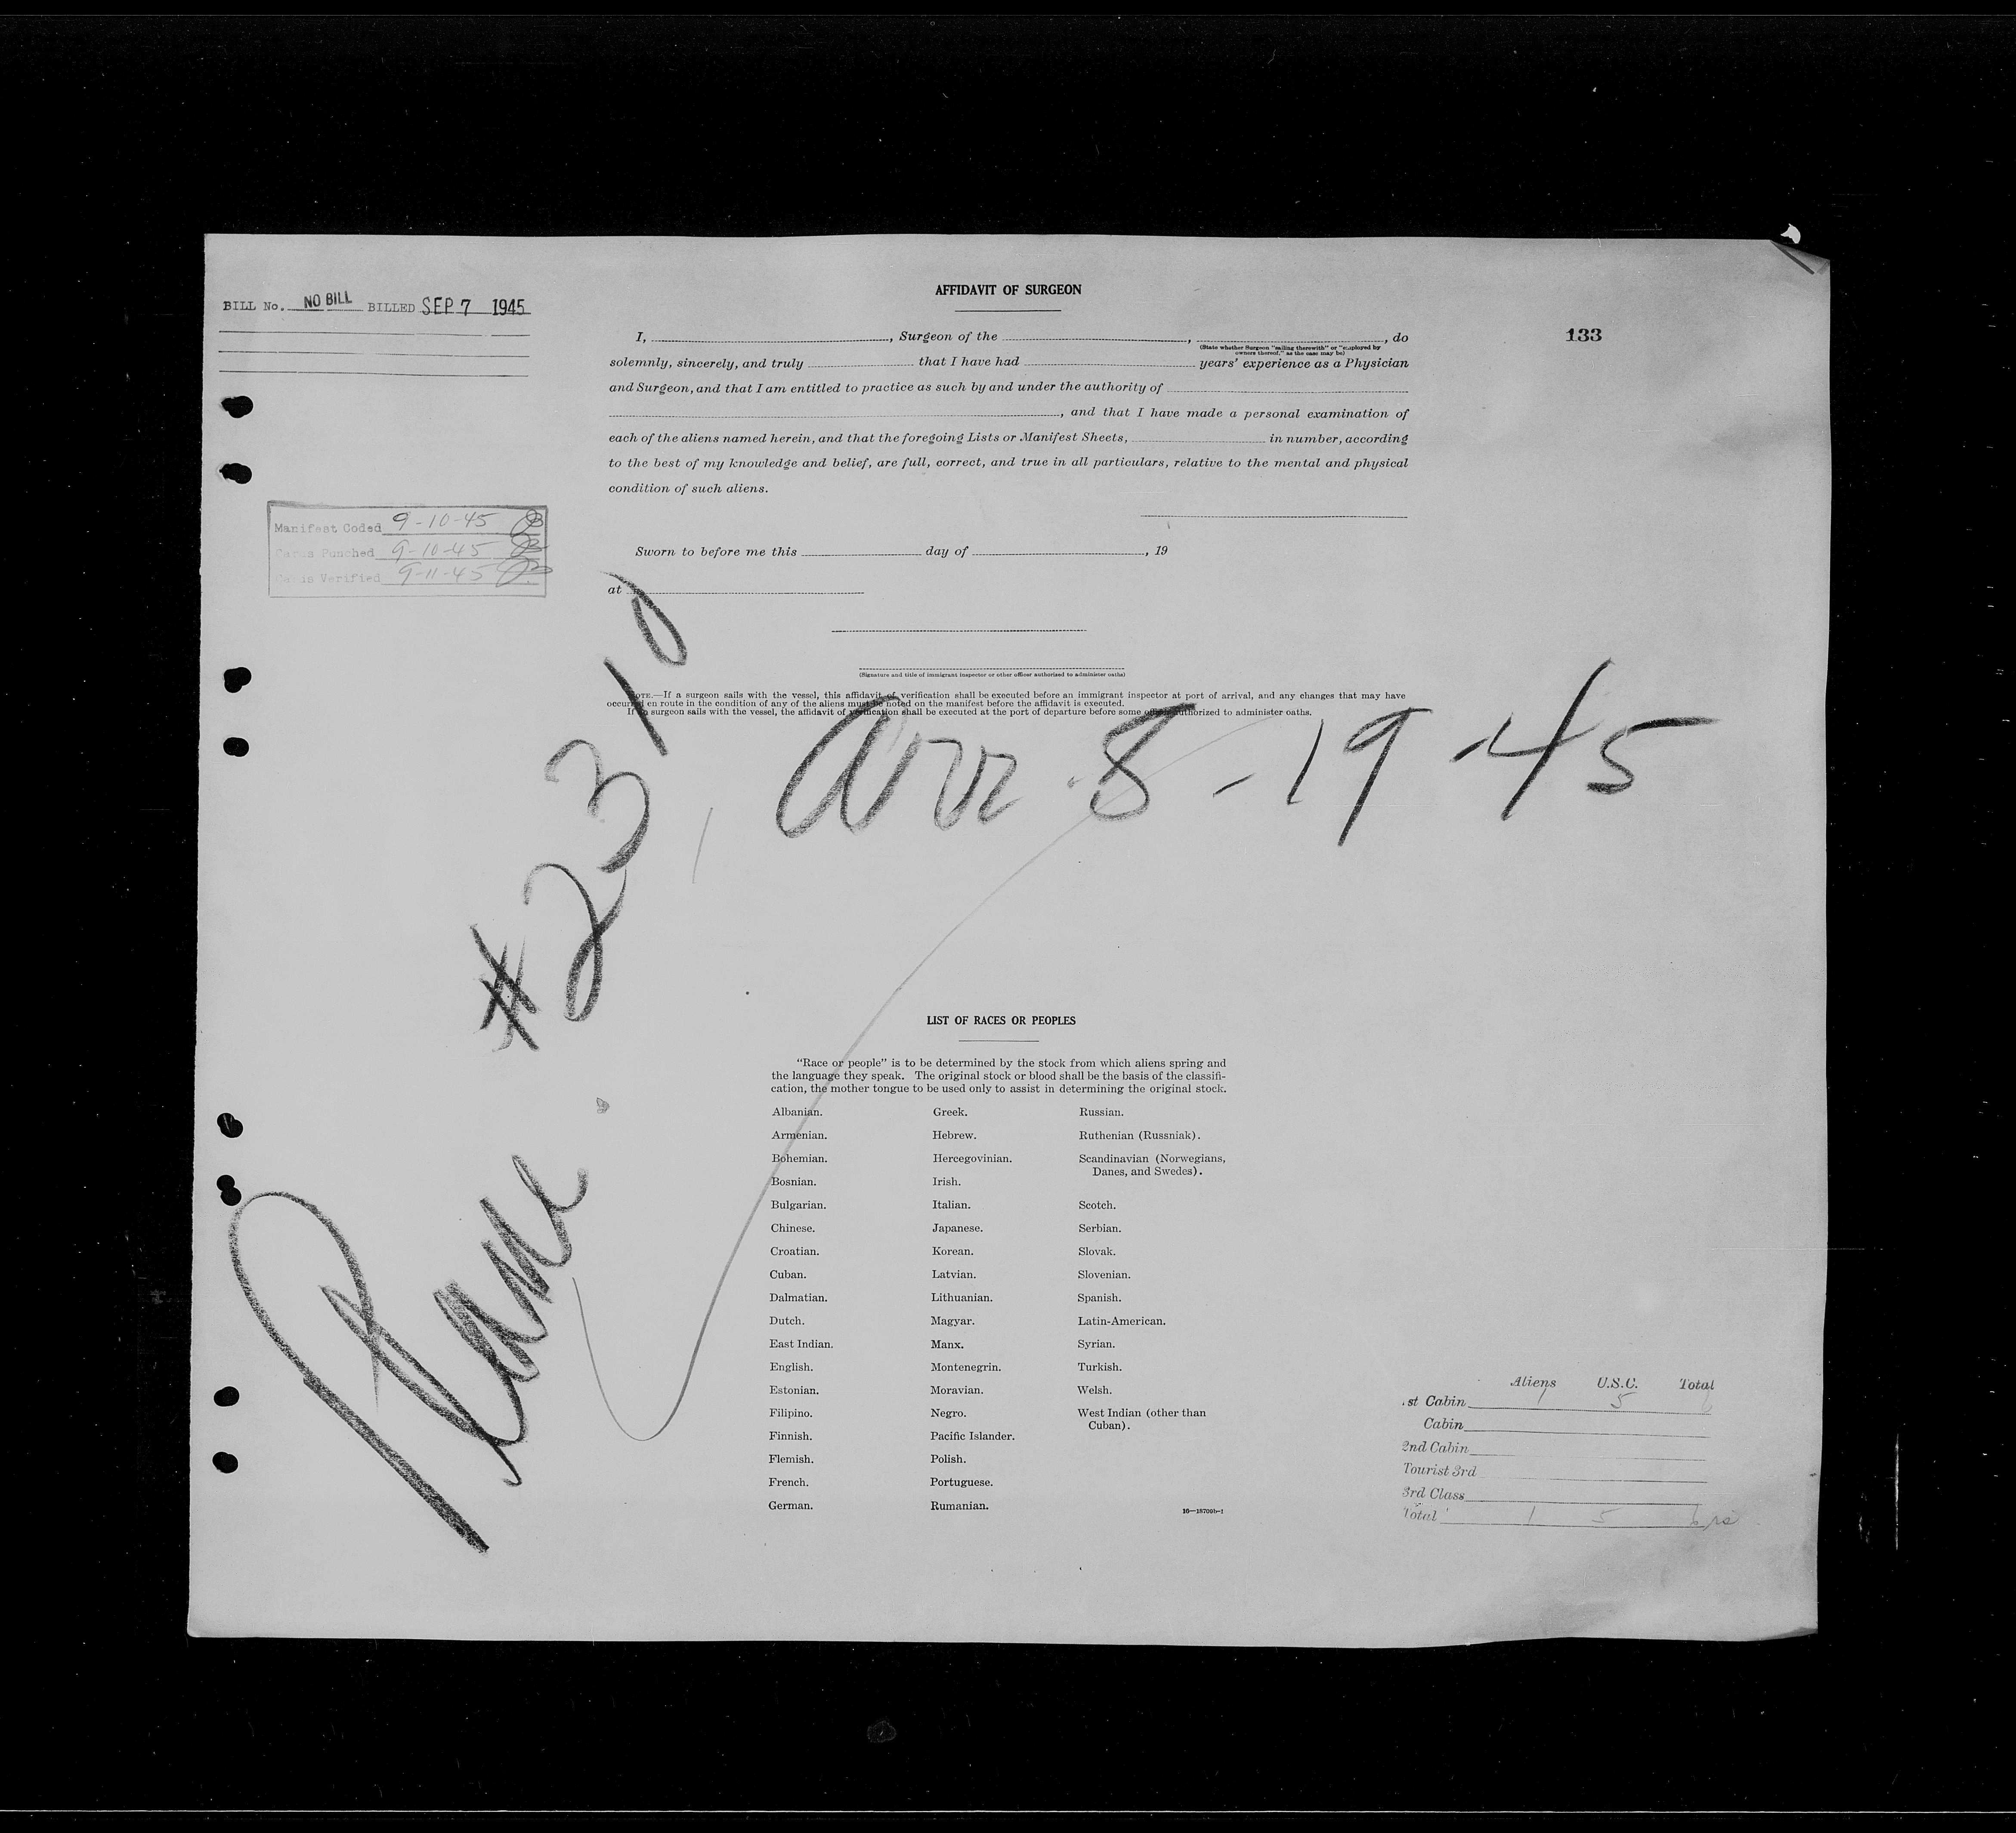 BILL No. NO BILL BILLED SEP 7 1945
AFFIDAVIT OF SURGEON
133
I, , Surgeon of the , , do
(State whether Surgeon "sailing therewith" or "employed by
owners thereof," as the case may be)
solemnly, sincerely, and truly that I have had years' experience as a Physician
and Surgeon, and that I am entitled to practice as such by and under the authority of
, and that I have made a personal examination of
each of the aliens named herein, and that the foregoing Lists or Manifest Sheets, in number, according
to the best of my knowledge and belief, are full, correct, and true in all particulars, relative to the mental and physical
condition of such aliens.
Manifest Coded 9-10-45
Cards Punched 9-10-45
Cards Verified 9-11-45
Sworn to before me this day of , 19
at
(Signature and title of immigrant inspector or other officer authorized to administer oaths)
NOTE.—If a surgeon sails with the vessel, this affidavit of verification shall be executed before an immigrant inspector at port of arrival, and any changes that may have
occurred en route in the condition of any of the aliens must be noted on the manifest before the affidavit is executed.
If no surgeon sails with the vessel, the affidavit of verification shall be executed at the port of departure before some officer authorized to administer oaths.
Plane #2310
Arr 8-19-45
LIST OF RACES OR PEOPLES
"Race or people" is to be determined by the stock from which aliens spring and
the language they speak. The original stock or blood shall be the basis of the classifi-
cation, the mother tongue to be used only to assist in determining the original stock.
Albanian.
Armenian.
Bohemian.
Bosnian.
Bulgarian.
Chinese.
Croatian.
Cuban.
Dalmatian.
Dutch.
East Indian.
English.
Estonian.
Filipino.
Finnish.
Flemish.
French.
German.
Greek.
Hebrew.
Hercegovinian.
Irish.
Italian.
Japanese.
Korean.
Latvian.
Lithuanian.
Magyar.
Manx.
Montenegrin.
Moravian.
Negro.
Pacific Islander.
Polish.
Portuguese.
Rumanian.
Russian.
Ruthenian (Russniak).
Scandinavian (Norwegians,
Danes, and Swedes).
Scotch.
Serbian.
Slovak.
Slovenian.
Spanish.
Latin-American.
Syrian.
Turkish.
Welsh.
West Indian (other than
Cuban).
16—18700b-1
Aliens U.S.C. Total
1st Cabin 1 5 6
Cabin
2nd Cabin
Tourist 3rd
3rd Class
Total 1 5 6